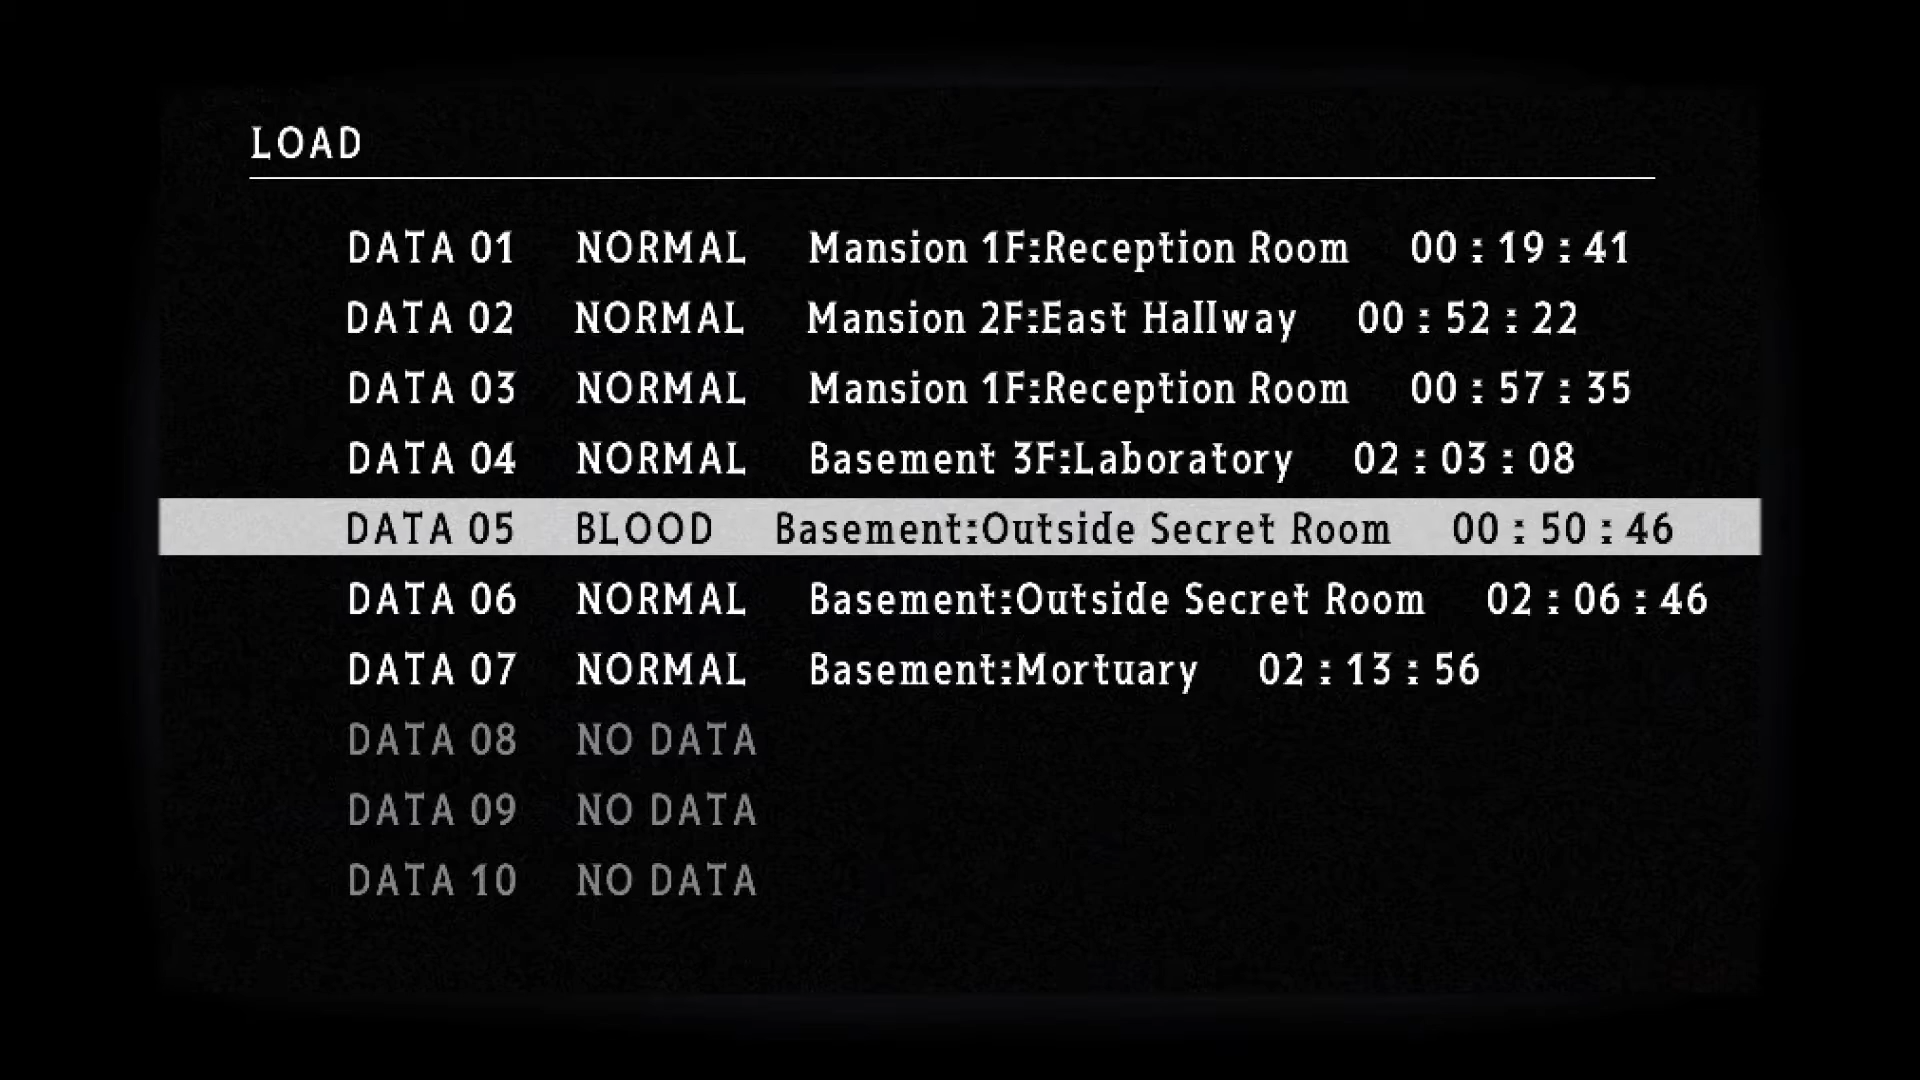 LOAD
DATA 01 NORMAL Mansion 1F:Reception Room 00:19:41
DATA 02 NORMAL Mansion 2F:East Hallway 00:52:22
DATA 03 NORMAL Mansion 1F:Reception Room 00:57:35
DATA 04 NORMAL Basement 3F:Laboratory 02:03:08
DATA 05 BLOOD Basement:Outside Secret Room 00:50:46
DATA 06 NORMAL Basement:Outside Secret Room 02:06:46
DATA 07 NORMAL Basement:Mortuary 02:13:56
DATA 08 NO DATA
DATA 09 NO DATA
DATA 10 NO DATA